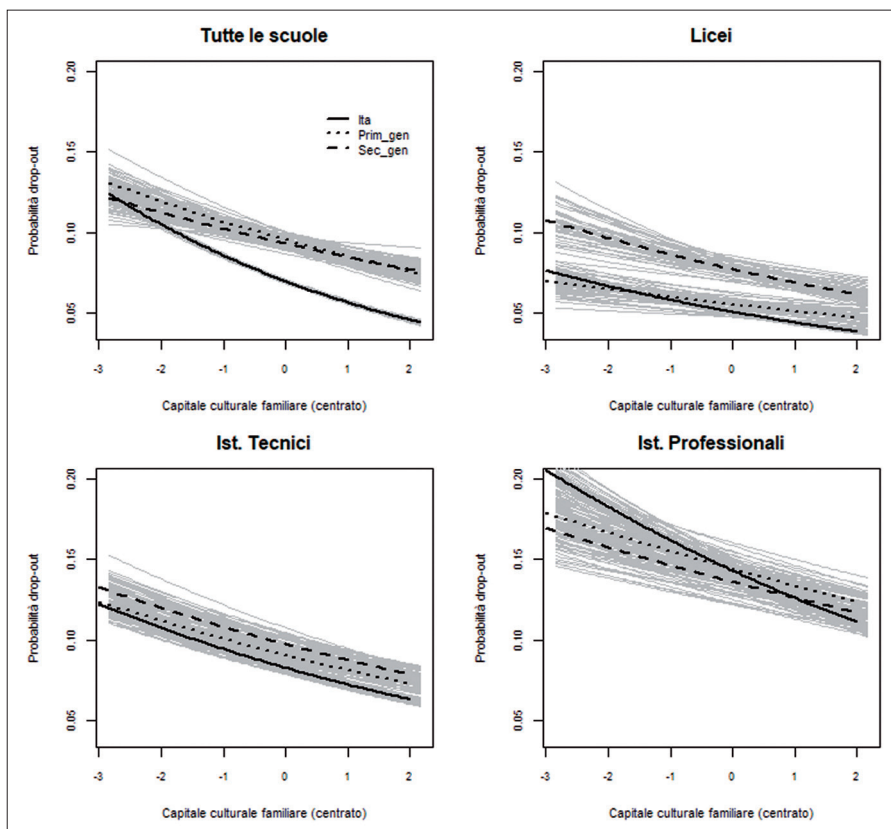 Tutte le scuole
Probabilità drop-out
0.20
0.15
0.10
0.05
Ita
Prim_gen
Sec_gen
-3 -2 -1 0 1 2
Capitale culturale familiare (centrato)
Licei
Probabilità drop-out
0.20
0.15
0.10
0.05
-3 -2 -1 0 1 2
Capitale culturale familiare (centrato)
Ist. Tecnici
Probabilità drop-out
0.20
0.15
0.10
0.05
-3 -2 -1 0 1 2
Capitale culturale familiare (centrato)
Ist. Professionali
Probabilità drop-out
0.20
0.15
0.10
0.05
-3 -2 -1 0 1 2
Capitale culturale familiare (centrato)